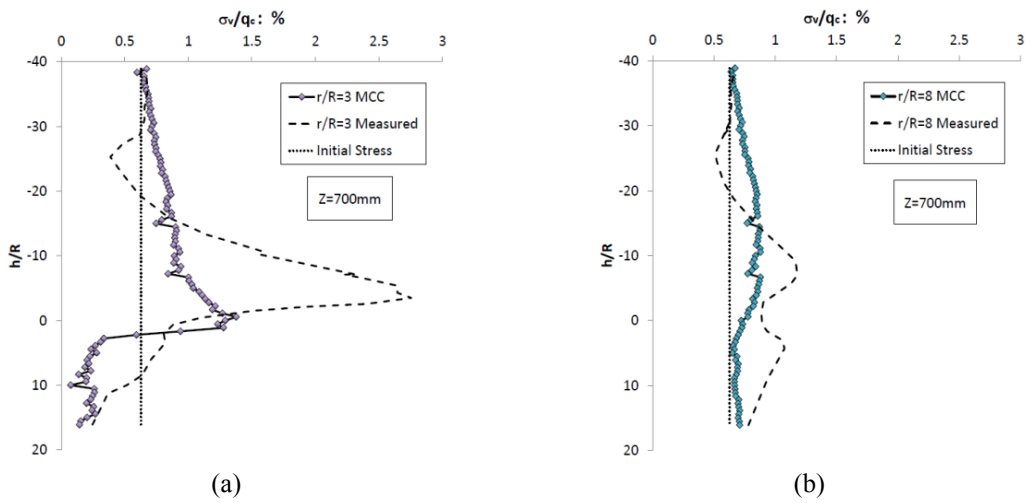 σv/qc: %
0 0.5 1 1.5 2 2.5 3
-40
-30
-20
-10
0
10
20
h/R
r/R=3 MCC
r/R=3 Measured
Initial Stress
Z=700mm
(a)
σv/qc: %
0 0.5 1 1.5 2 2.5 3
-40
-30
-20
-10
0
10
20
h/R
r/R=8 MCC
r/R=8 Measured
Initial Stress
Z=700mm
(b)